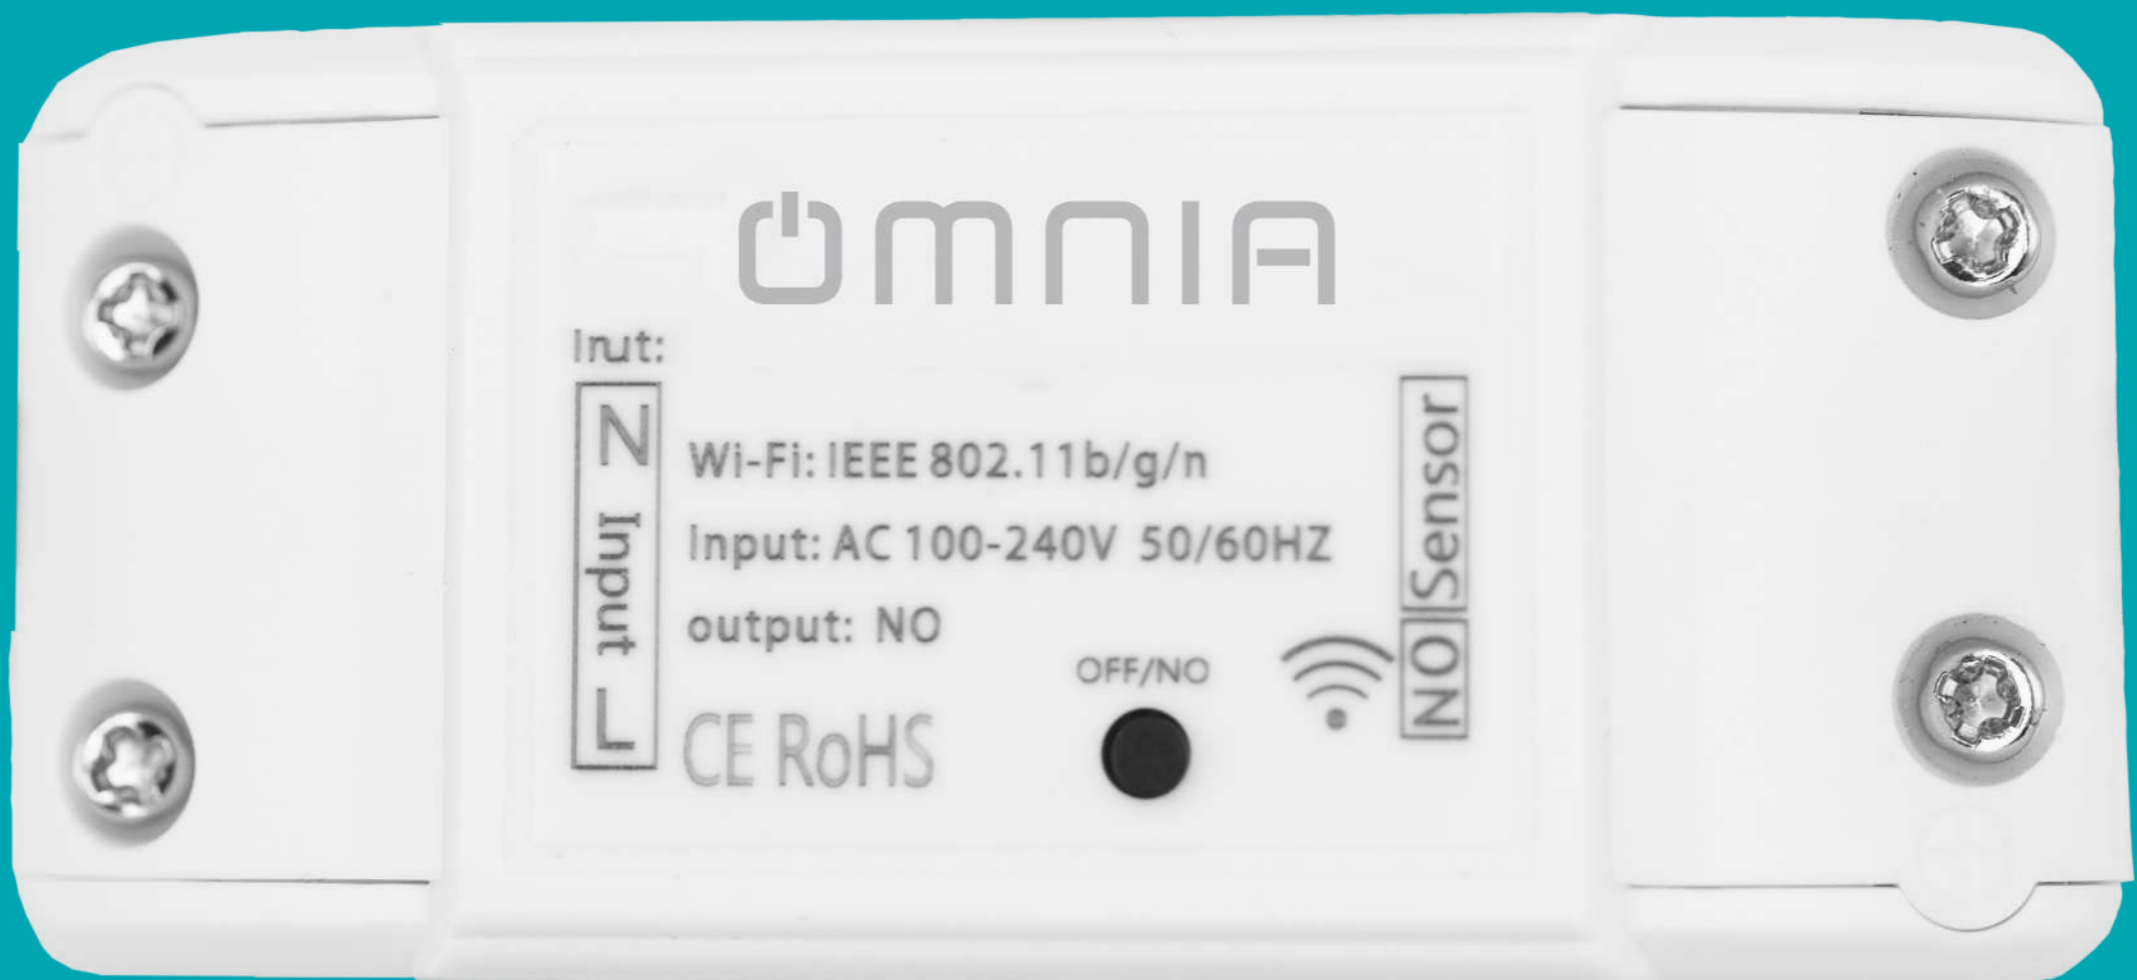 OMNIA
Inut:
N Input L
Wi-Fi: IEEE 802.11b/g/n
input: AC 100-240V 50/60HZ
output: NO
OFF/NO
CE RoHS
NO Sensor